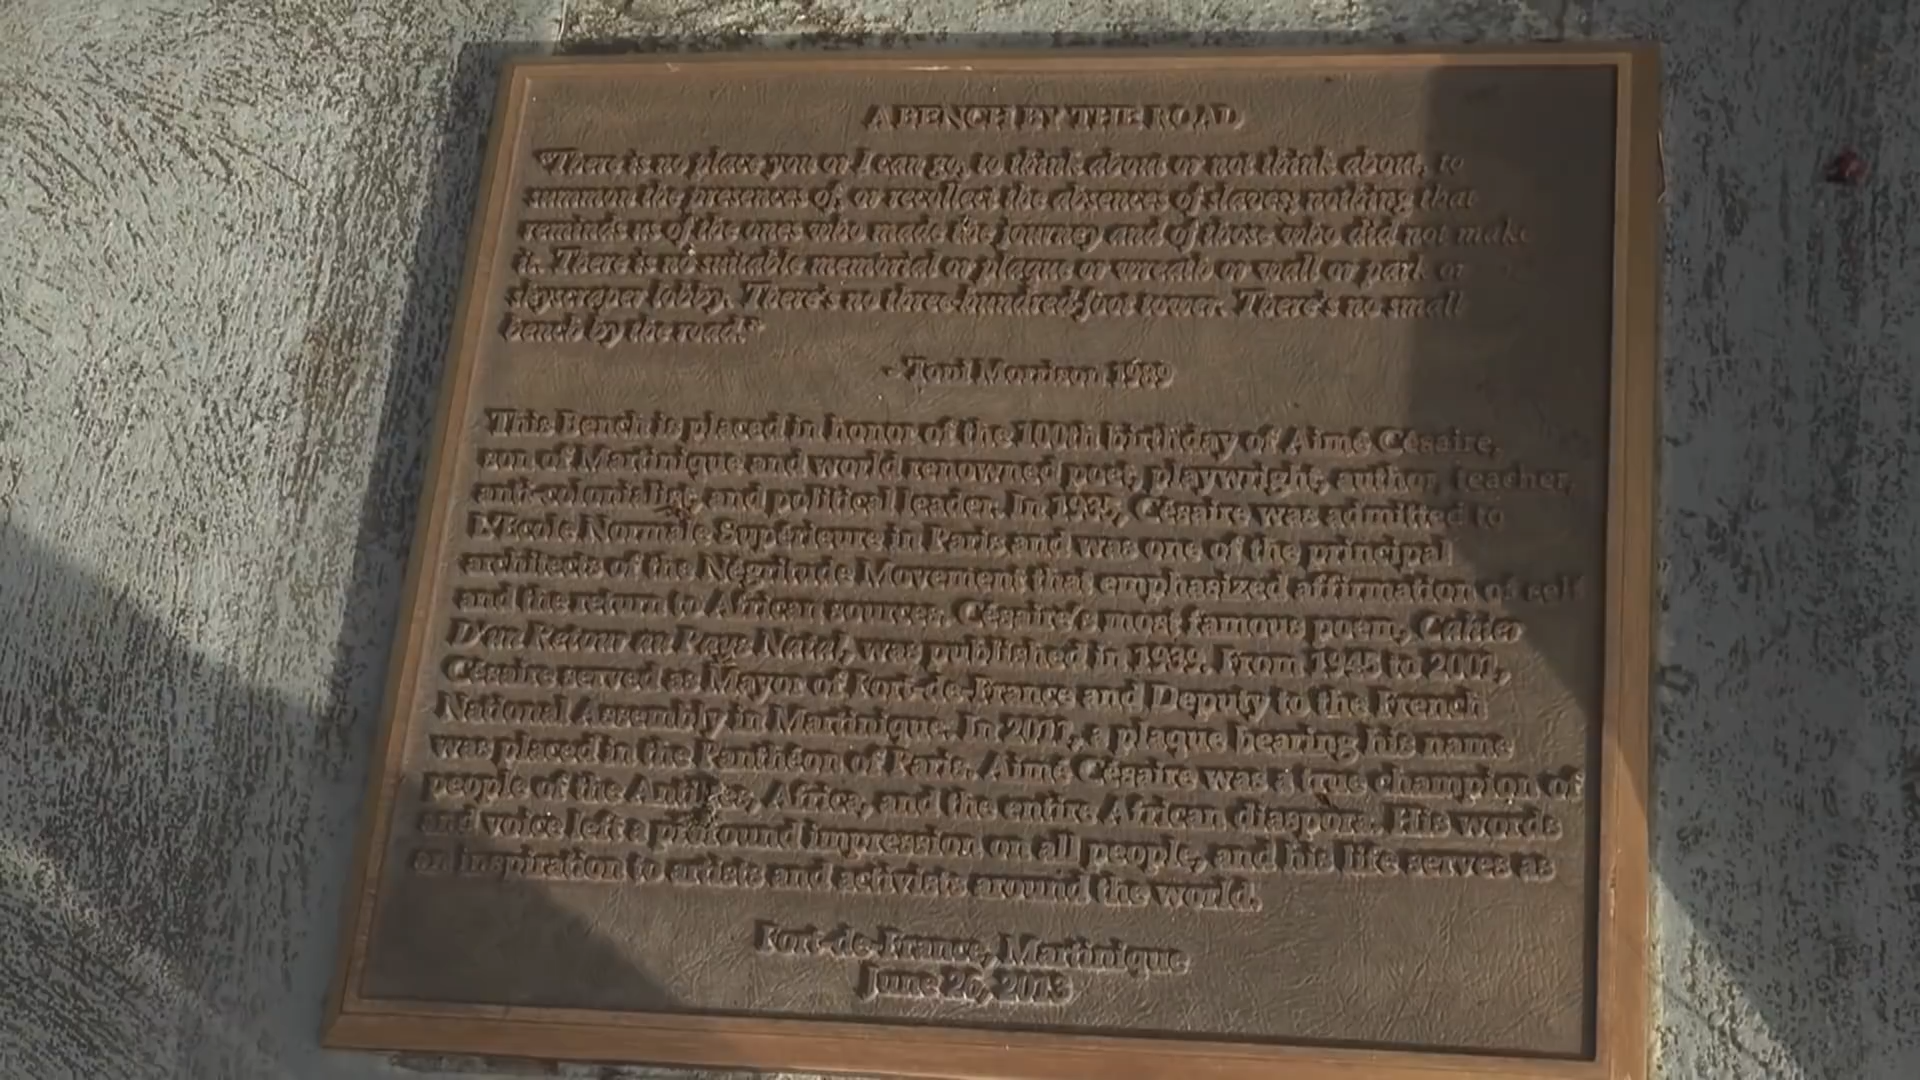 A BENCH BY THE ROAD
"There is no place you or I can go, to think about or not think about, to
summon the presences of, or recollect the absences of slaves; nothing that
reminds us of the ones who made the journey and of those who did not make
it. There is no suitable memorial or plaque or wreath or wall or park or
skyscraper lobby. There's no three-hundred-foot tower. There's no small
bench by the road."
- Toni Morrison 1989
This Bench is placed in honor of the 100th birthday of Aimé Césaire,
son of Martinique and world renowned poet, playwright, author, teacher,
anti-colonialist, and political leader. In 1935, Césaire was admitted to
L'École Normale Supérieure in Paris and was one of the principal
architects of the Négritude Movement that emphasized affirmation of self
and the return to African sources. Césaire's most famous poem, Cahier
D'un Retour au Pays Natal, was published in 1939. From 1945 to 2001,
Césaire served as Mayor of Fort-de-France and Deputy to the French
National Assembly in Martinique. In 2011, a plaque bearing his name
was placed in the Panthéon of Paris. Aimé Césaire was a true champion of
people of the Antilles, Africa, and the entire African diaspora. His words
and voice left a profound impression on all people, and his life serves as
an inspiration to artists and activists around the world.
Fort-de-France, Martinique
June 26, 2013